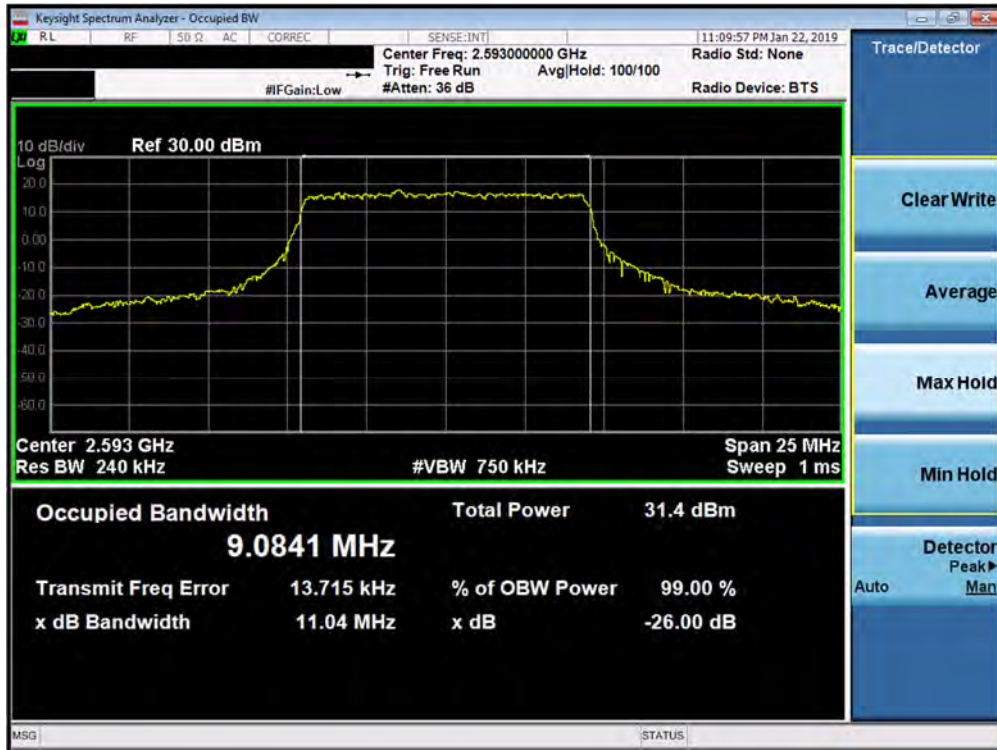 Keysight Spectrum Analyzer - Occupied BW
LXI RL RF 50 Ω AC CORREC SENSE:INT 11:09:57 PM Jan 22, 2019
Center Freq: 2.593000000 GHz Radio Std: None
Trig: Free Run Avg|Hold: 100/100
#IFGain:Low #Atten: 36 dB Radio Device: BTS
10 dB/div Ref 30.00 dBm
Log
20.0
10.0
0.00
-10.0
-20.0
-30.0
-40.0
-50.0
-60.0
Center 2.593 GHz Span 25 MHz
Res BW 240 kHz #VBW 750 kHz Sweep 1 ms
Occupied Bandwidth Total Power 31.4 dBm
9.0841 MHz
Transmit Freq Error 13.715 kHz % of OBW Power 99.00 %
x dB Bandwidth 11.04 MHz x dB -26.00 dB
MSG STATUS
Trace/Detector
Clear Write
Average
Max Hold
Min Hold
Detector
Peak▶
Auto Man